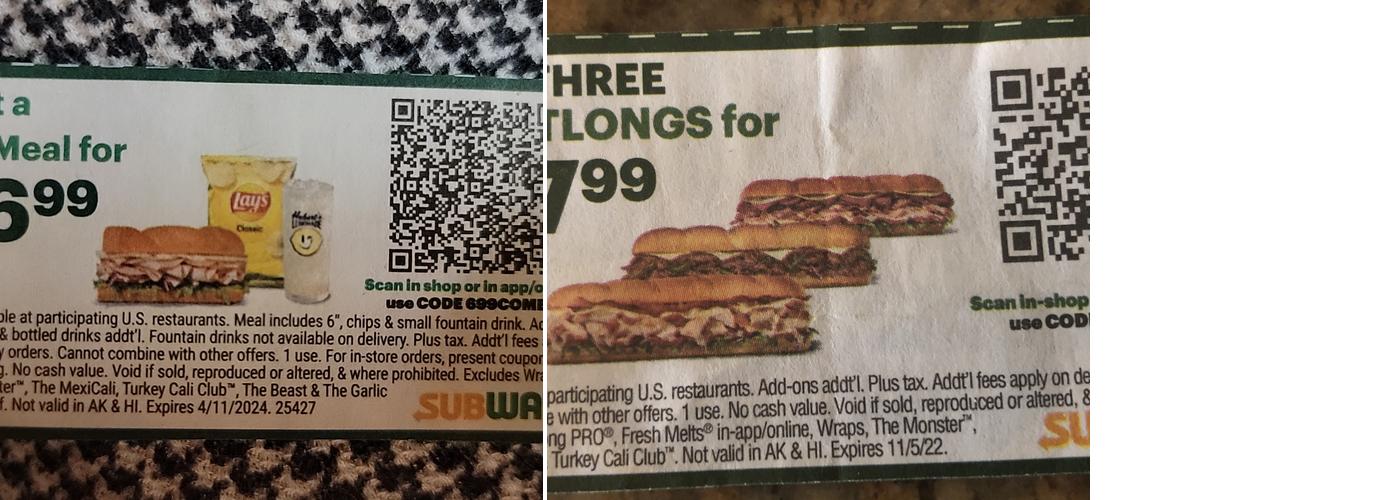 t a
Meal for
6⁹⁹
Lay's
Classic
Hubert's
LEMONADE
Scan in shop or in app/o
use CODE 699COME
ble at participating U.S. restaurants. Meal includes 6", chips & small fountain drink. Ad
& bottled drinks addt'l. Fountain drinks not available on delivery. Plus tax. Addt'l fees
y orders. Cannot combine with other offers. 1 use. For in-store orders, present coupon
g. No cash value. Void if sold, reproduced or altered, & where prohibited. Excludes Wra
ter™, The MexiCali, Turkey Cali Club™, The Beast & The Garlic
f. Not valid in AK & HI. Expires 4/11/2024. 25427
SUBWA
THREE
TLONGS for
7⁹⁹
Scan in-shop
use COD
participating U.S. restaurants. Add-ons addt'l. Plus tax. Addt'l fees apply on de
e with other offers. 1 use. No cash value. Void if sold, reproduced or altered, &
ng PRO®, Fresh Melts® in-app/online, Wraps, The Monster™,
Turkey Cali Club™. Not valid in AK & HI. Expires 11/5/22.
SU